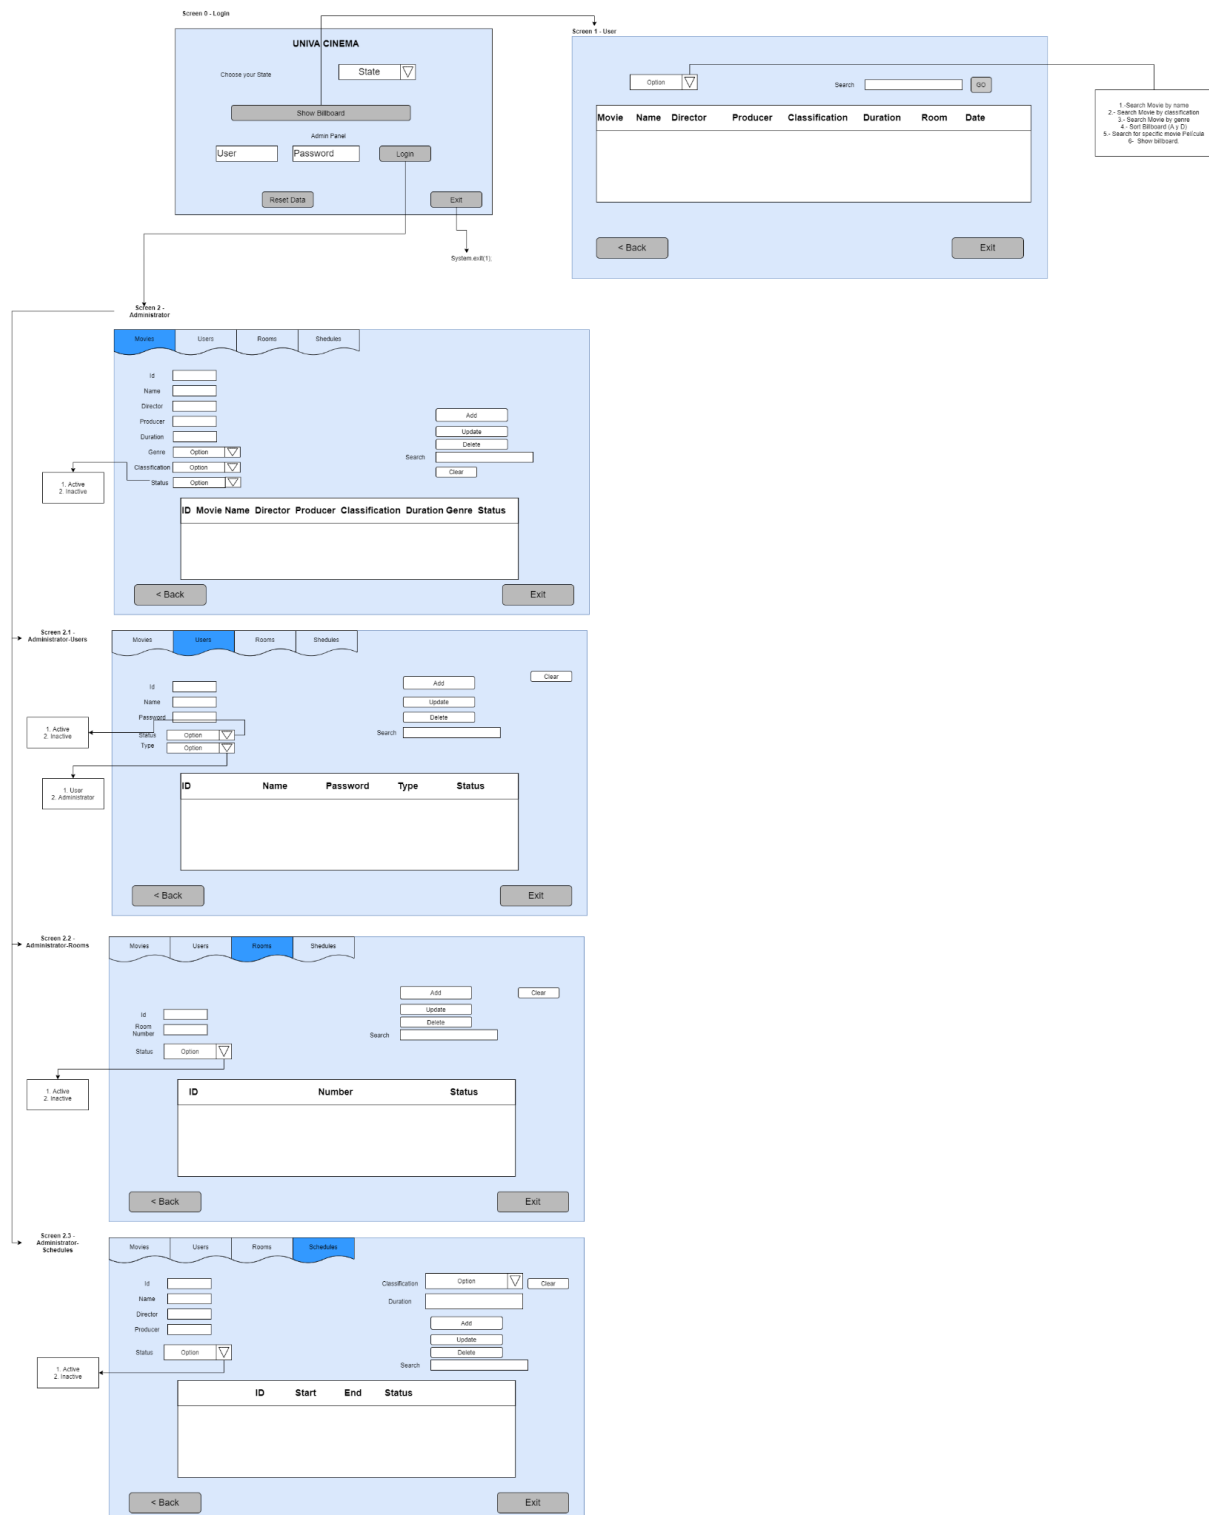 Screen 0 - Login
UNIVA CINEMA
Choose your State
State
Show Billboard
Admin Panel
User
Password
Login
Reset Data
Exit
System.exit(1);
Screen 1 - User
Option
Search
GO
Movie Name Director Producer Classification Duration Room Date
< Back
Exit
1.-Search Movie by name
2.- Search Movie by classification
3.- Search Movie by genre
4.- Sort Billboard (A y D)
5.- Search for specific movie Película
6- Show billboard.
Screen 2 -
Administrator
Movies
Users
Rooms
Shedules
Id
Name
Director
Producer
Duration
Genre
Option
Classification
Option
Status
Option
Add
Update
Delete
Search
Clear
1. Active
2. Inactive
ID Movie Name Director Producer Classification Duration Genre Status
< Back
Exit
Screen 2.1 -
Administrator-Users
Movies
Users
Rooms
Shedules
Id
Name
Password
Status
Option
Type
Option
Add
Update
Delete
Search
Clear
1. Active
2. Inactive
1. User
2. Administrator
ID Name Password Type Status
< Back
Exit
Screen 2.2 -
Administrator-Rooms
Movies
Users
Rooms
Shedules
Id
Room
Number
Status
Option
Add
Update
Delete
Search
Clear
1. Active
2. Inactive
ID Number Status
< Back
Exit
Screen 2.3 -
Administrator-
Schedules
Movies
Users
Rooms
Schedules
Id
Name
Director
Producer
Status
Option
Classification
Option
Clear
Duration
Add
Update
Delete
Search
1. Active
2. Inactive
ID Start End Status
< Back
Exit